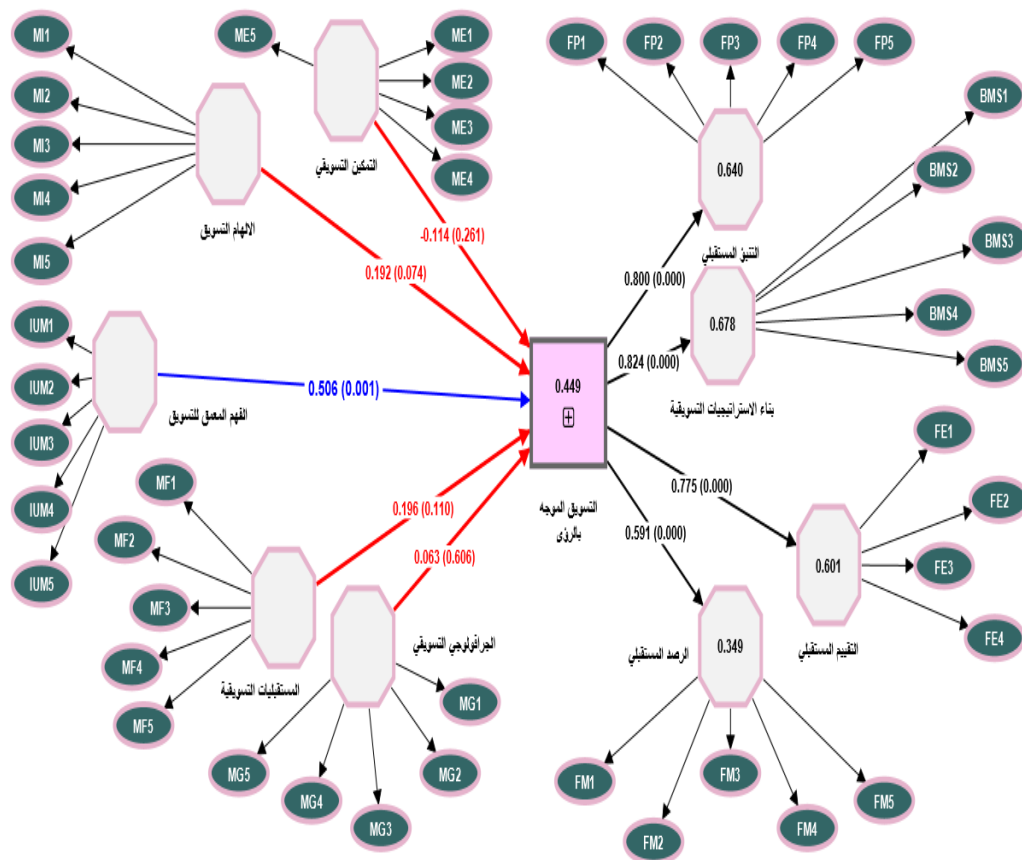 MI1
MI2
MI3
MI4
MI5
الالهام التسويق
ME5
ME1
ME2
ME3
ME4
التمكين التسويقي
FP1
FP2
FP3
FP4
FP5
0.640
التنبؤ المستقبلي
BMS1
BMS2
BMS3
BMS4
BMS5
0.678
بناء الاستراتيجيات التسويقية
-0.114 (0.261)
0.192 (0.074)
0.800 (0.000)
0.824 (0.000)
IUM1
IUM2
IUM3
IUM4
IUM5
الفهم المعمق للتسويق
0.506 (0.001)
0.449
التسويق الموجه
بالرؤى
0.196 (0.110)
0.063 (0.606)
0.775 (0.000)
0.591 (0.000)
MF1
MF2
MF3
MF4
MF5
المستقبليات التسويقية
الجرافولوجي التسويقي
MG1
MG2
MG3
MG4
MG5
FE1
FE2
FE3
FE4
0.601
التقييم المستقبلي
0.349
الرصد المستقبلي
FM1
FM2
FM3
FM4
FM5